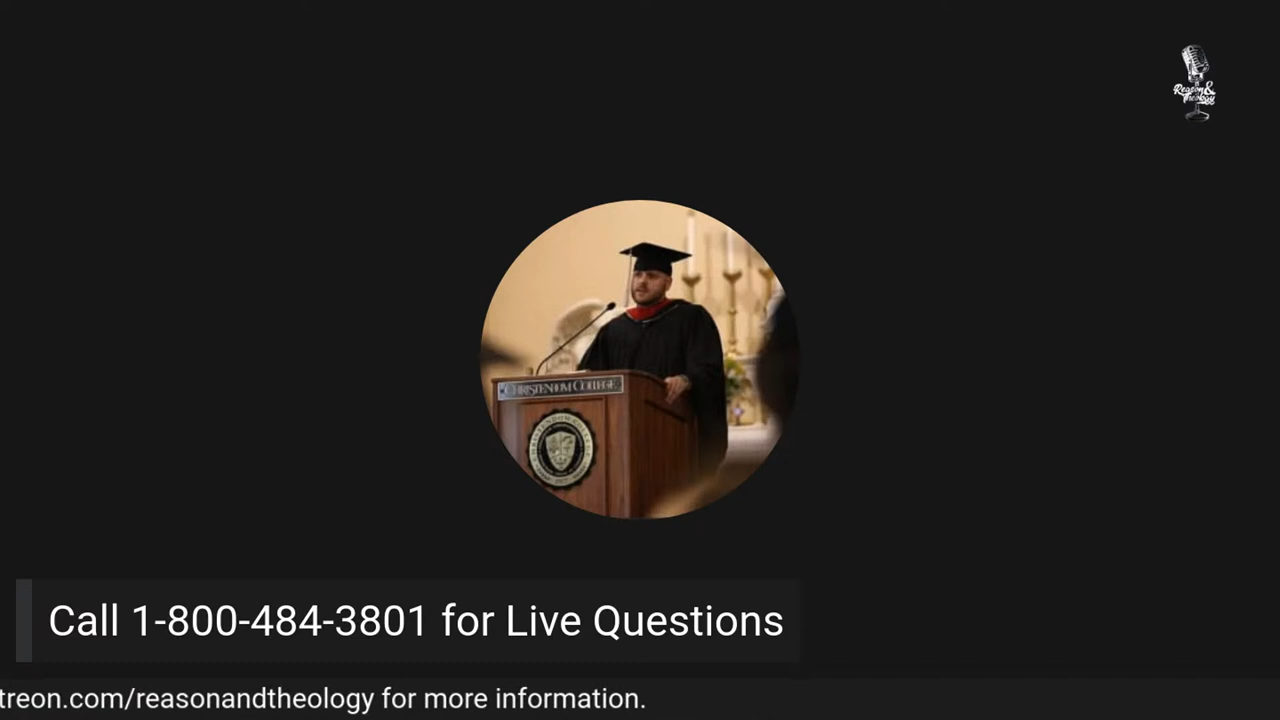 Reason &
Theology
CHRISTENDOM COLLEGE
Call 1-800-484-3801 for Live Questions
treon.com/reasonandtheology for more information.